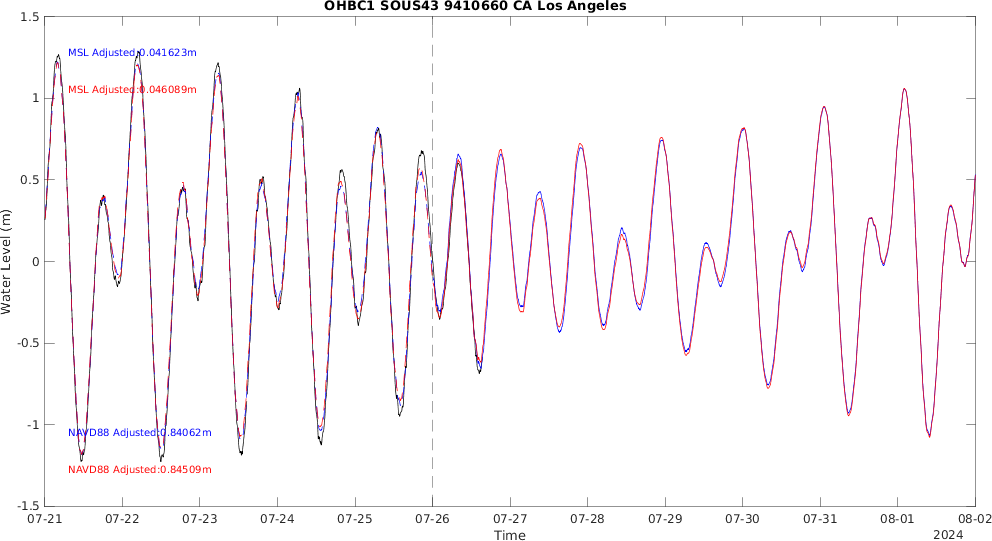 OHBC1 SOUS43 9410660 CA Los Angeles
1.5
MSL Adjusted:0.041623m
MSL Adjusted:0.046089m
1
0.5
0
-0.5
-1
-1.5
Water Level (m)
NAVD88 Adjusted:0.84062m
NAVD88 Adjusted:0.84509m
07-21 07-22 07-23 07-24 07-25 07-26 07-27 07-28 07-29 07-30 07-31 08-01 08-02
Time
2024